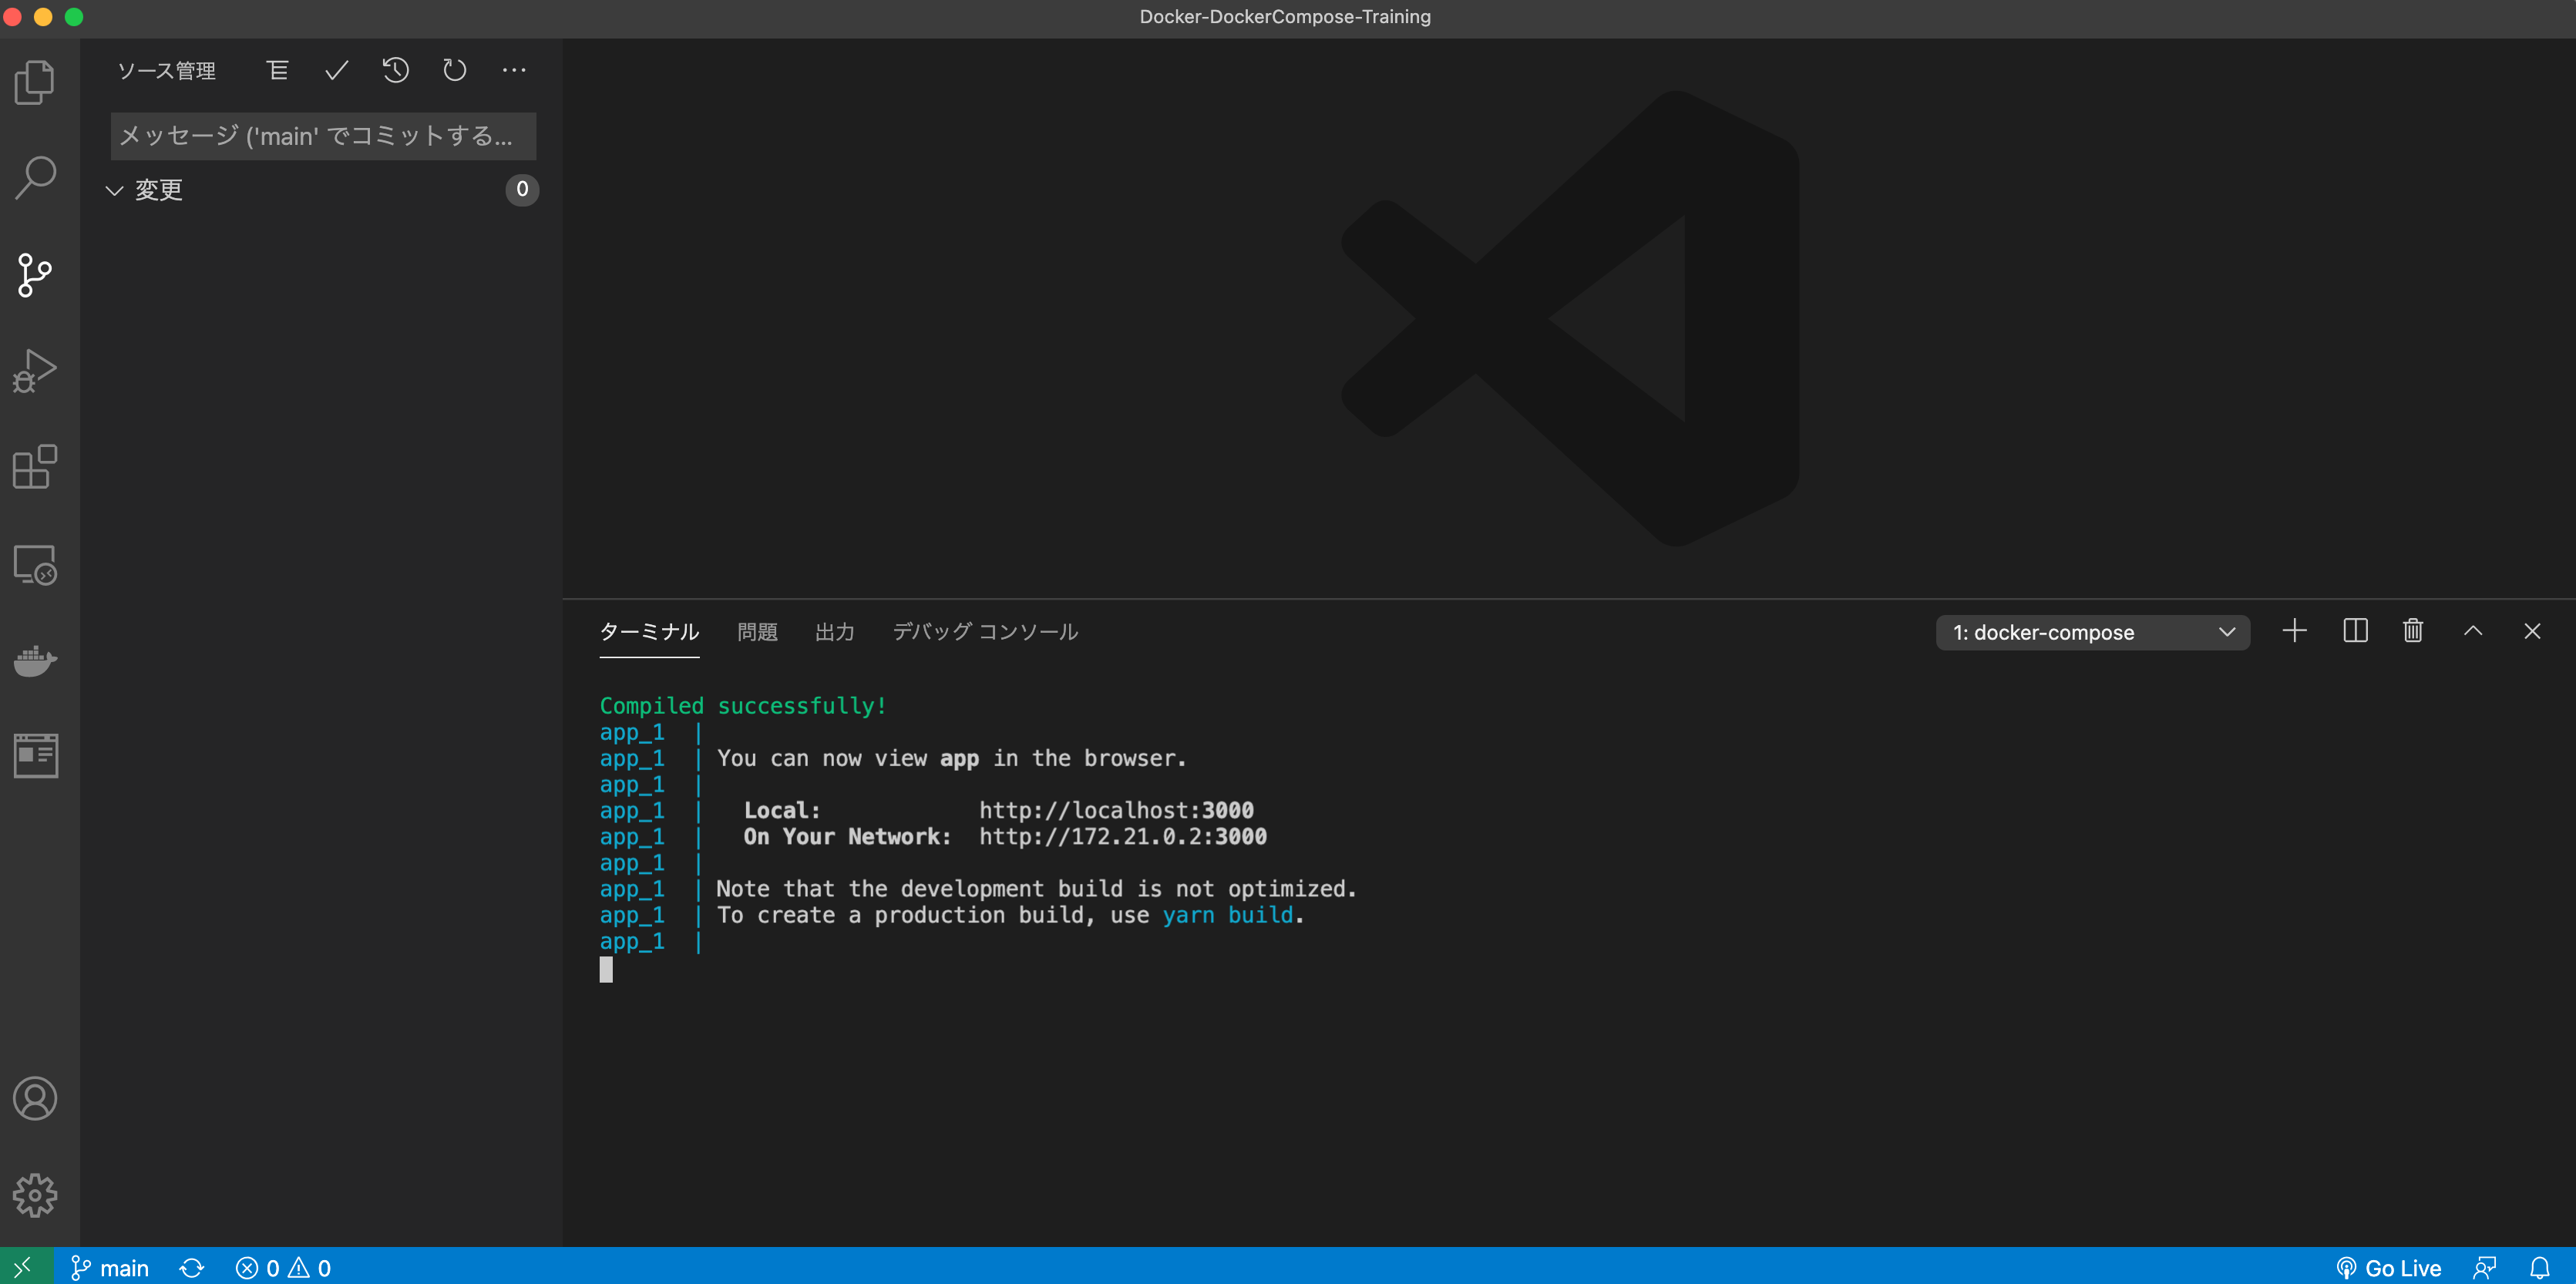 Docker-DockerCompose-Training
ソース管理
メッセージ ('main' でコミットする...
変更 0
ターミナル 問題 出力 デバッグ コンソール 1: docker-compose
Compiled successfully!
app_1 |
app_1 | You can now view app in the browser.
app_1 |
app_1 | Local: http://localhost:3000
app_1 | On Your Network: http://172.21.0.2:3000
app_1 |
app_1 | Note that the development build is not optimized.
app_1 | To create a production build, use yarn build.
app_1 |
main 0 0 Go Live